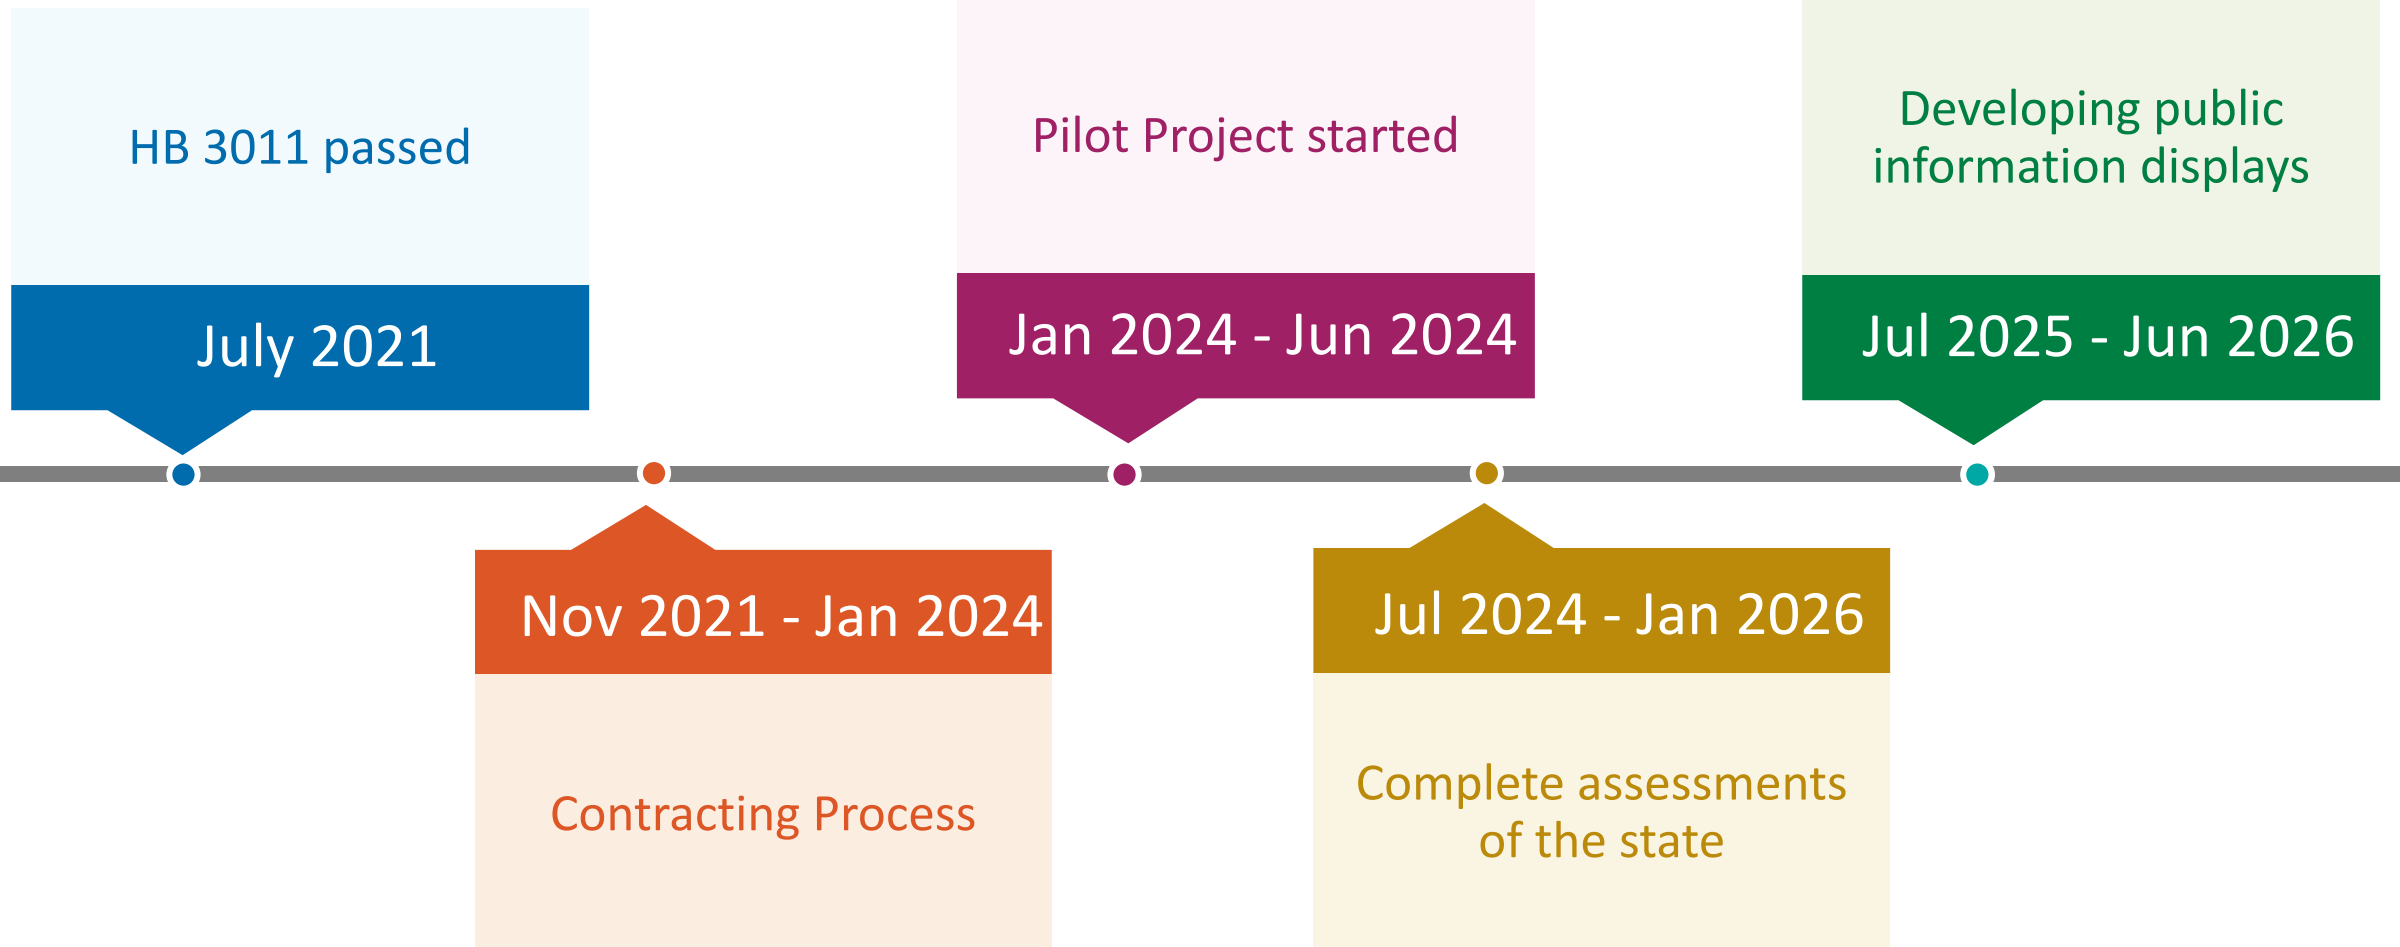 HB 3011 passed
July 2021
Nov 2021 - Jan 2024
Contracting Process
Pilot Project started
Jan 2024 - Jun 2024
Jul 2024 - Jan 2026
Complete assessments
of the state
Developing public
information displays
Jul 2025 - Jun 2026